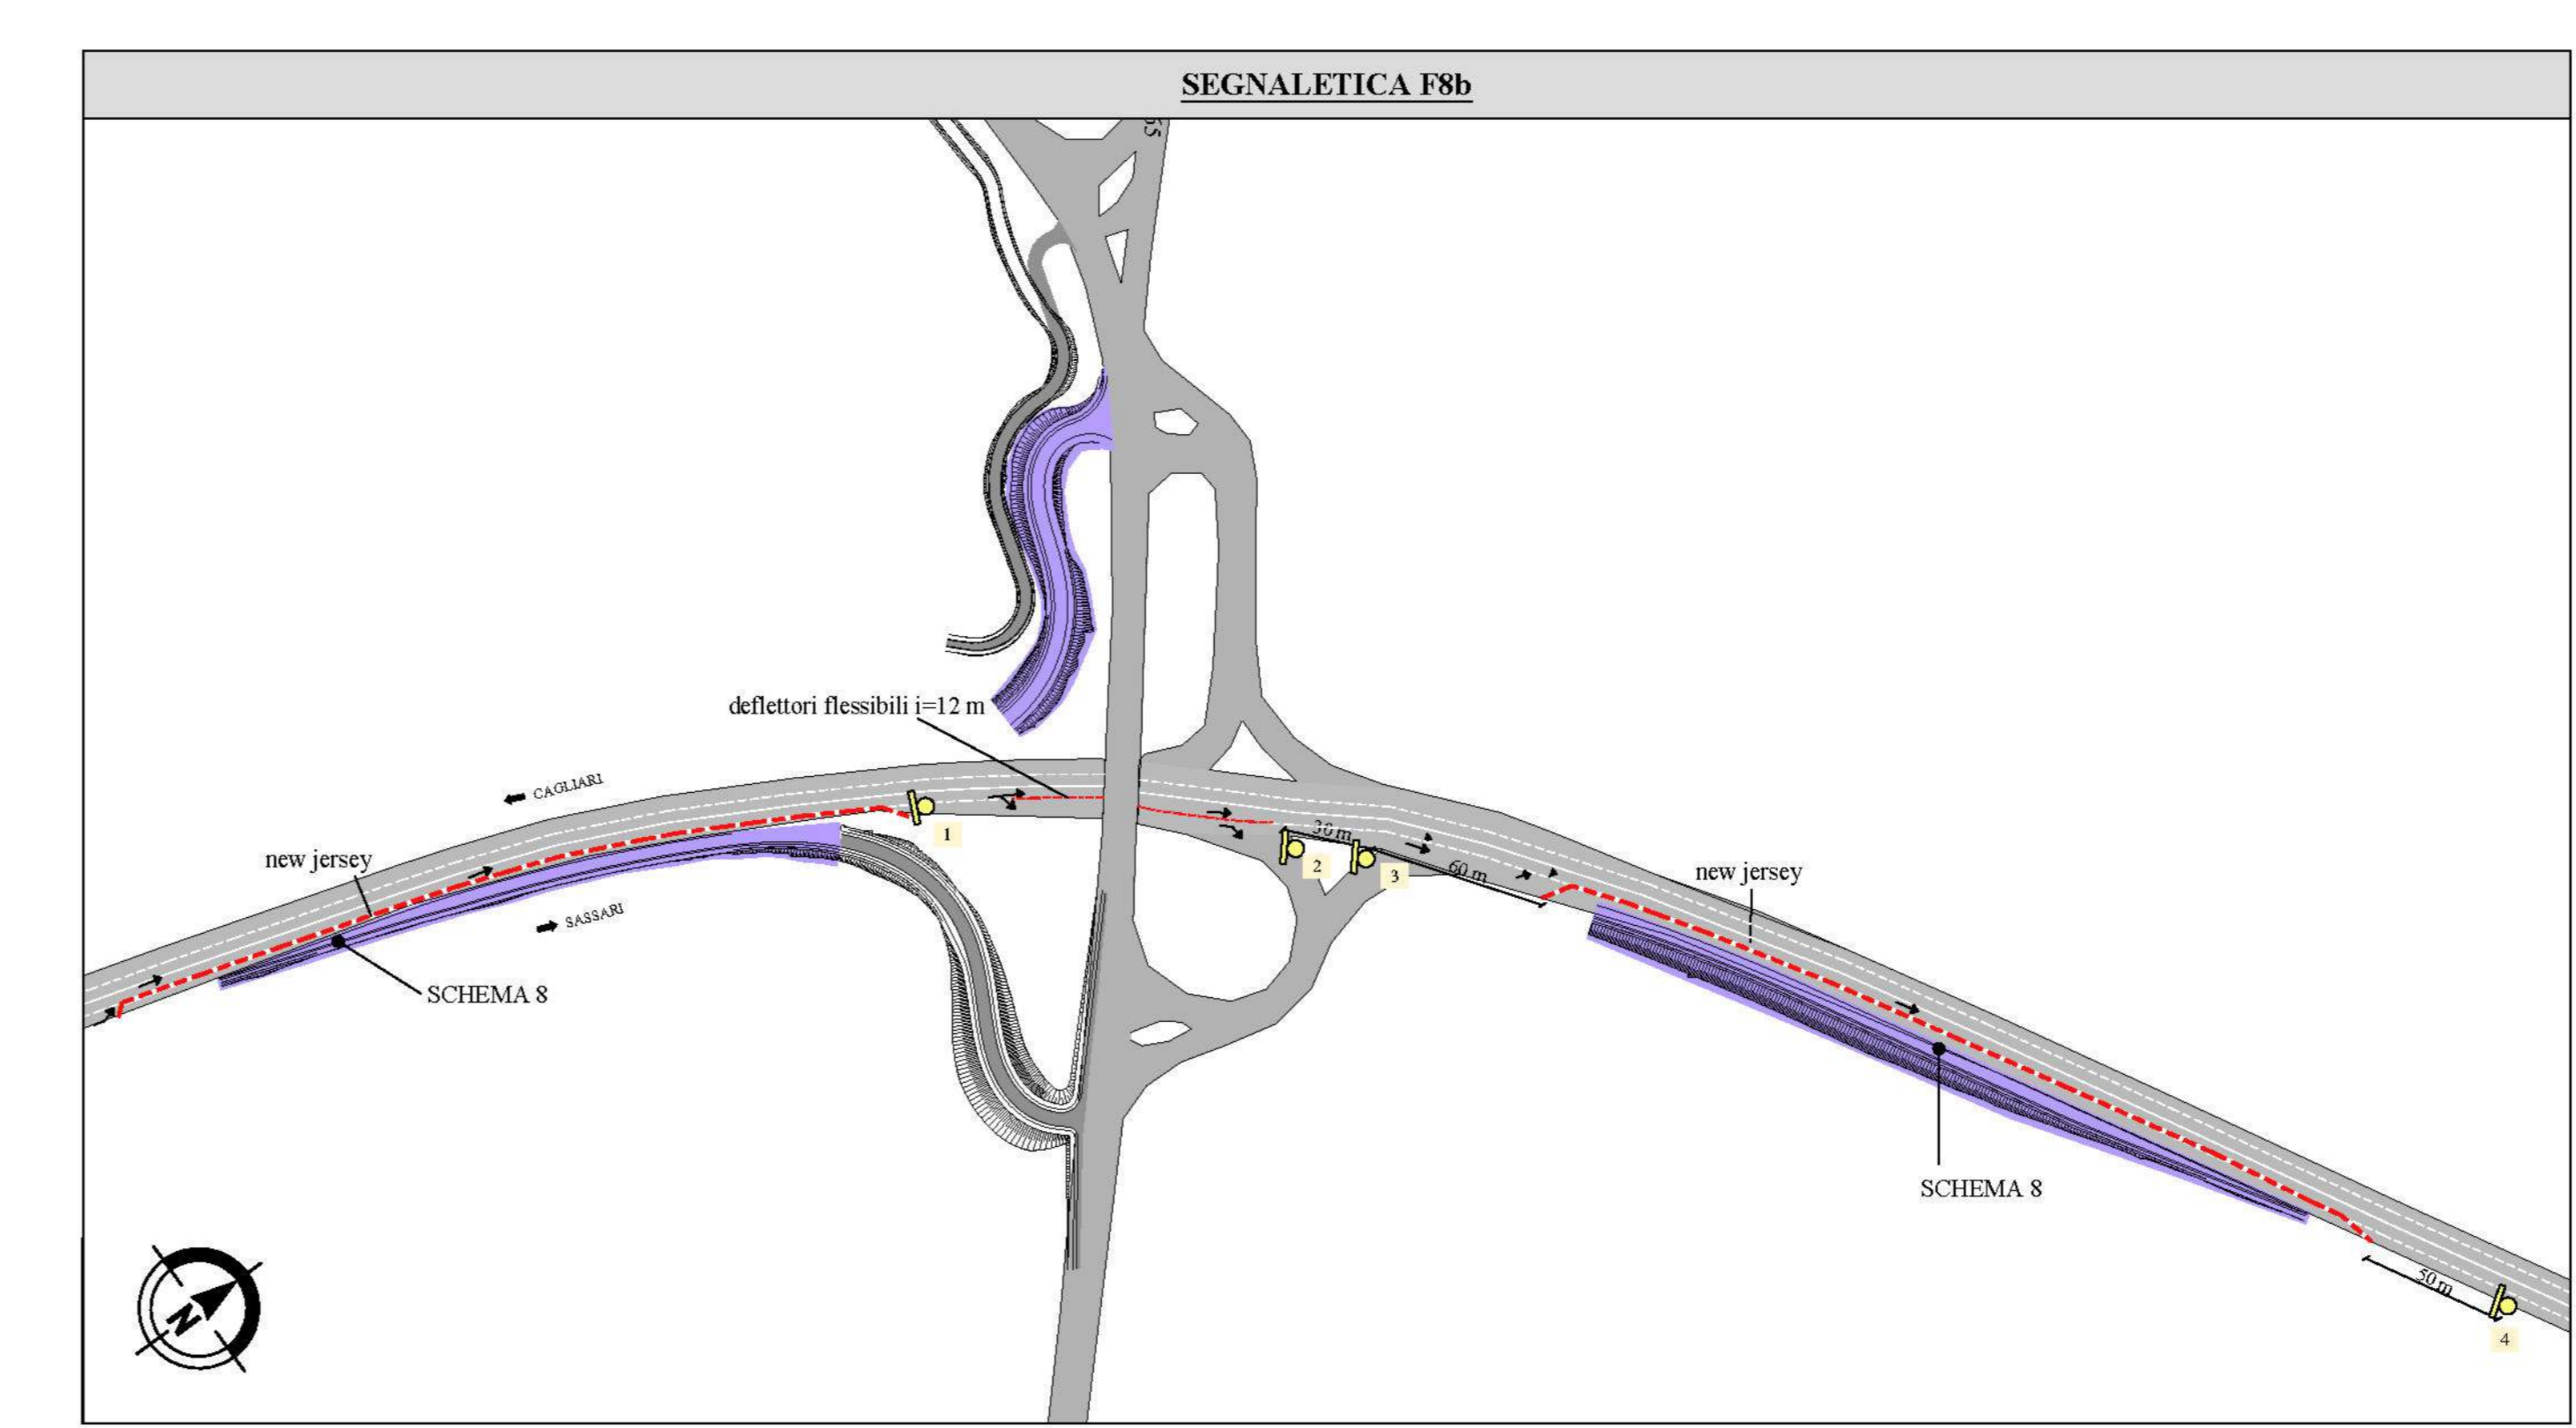 SEGNALETICA F8b
deflettori flessibili i=12 m
CAGLIARI
1
new jersey
SASSARI
SCHEMA 8
30 m
2
3
60 m
new jersey
SCHEMA 8
50 m
4
N